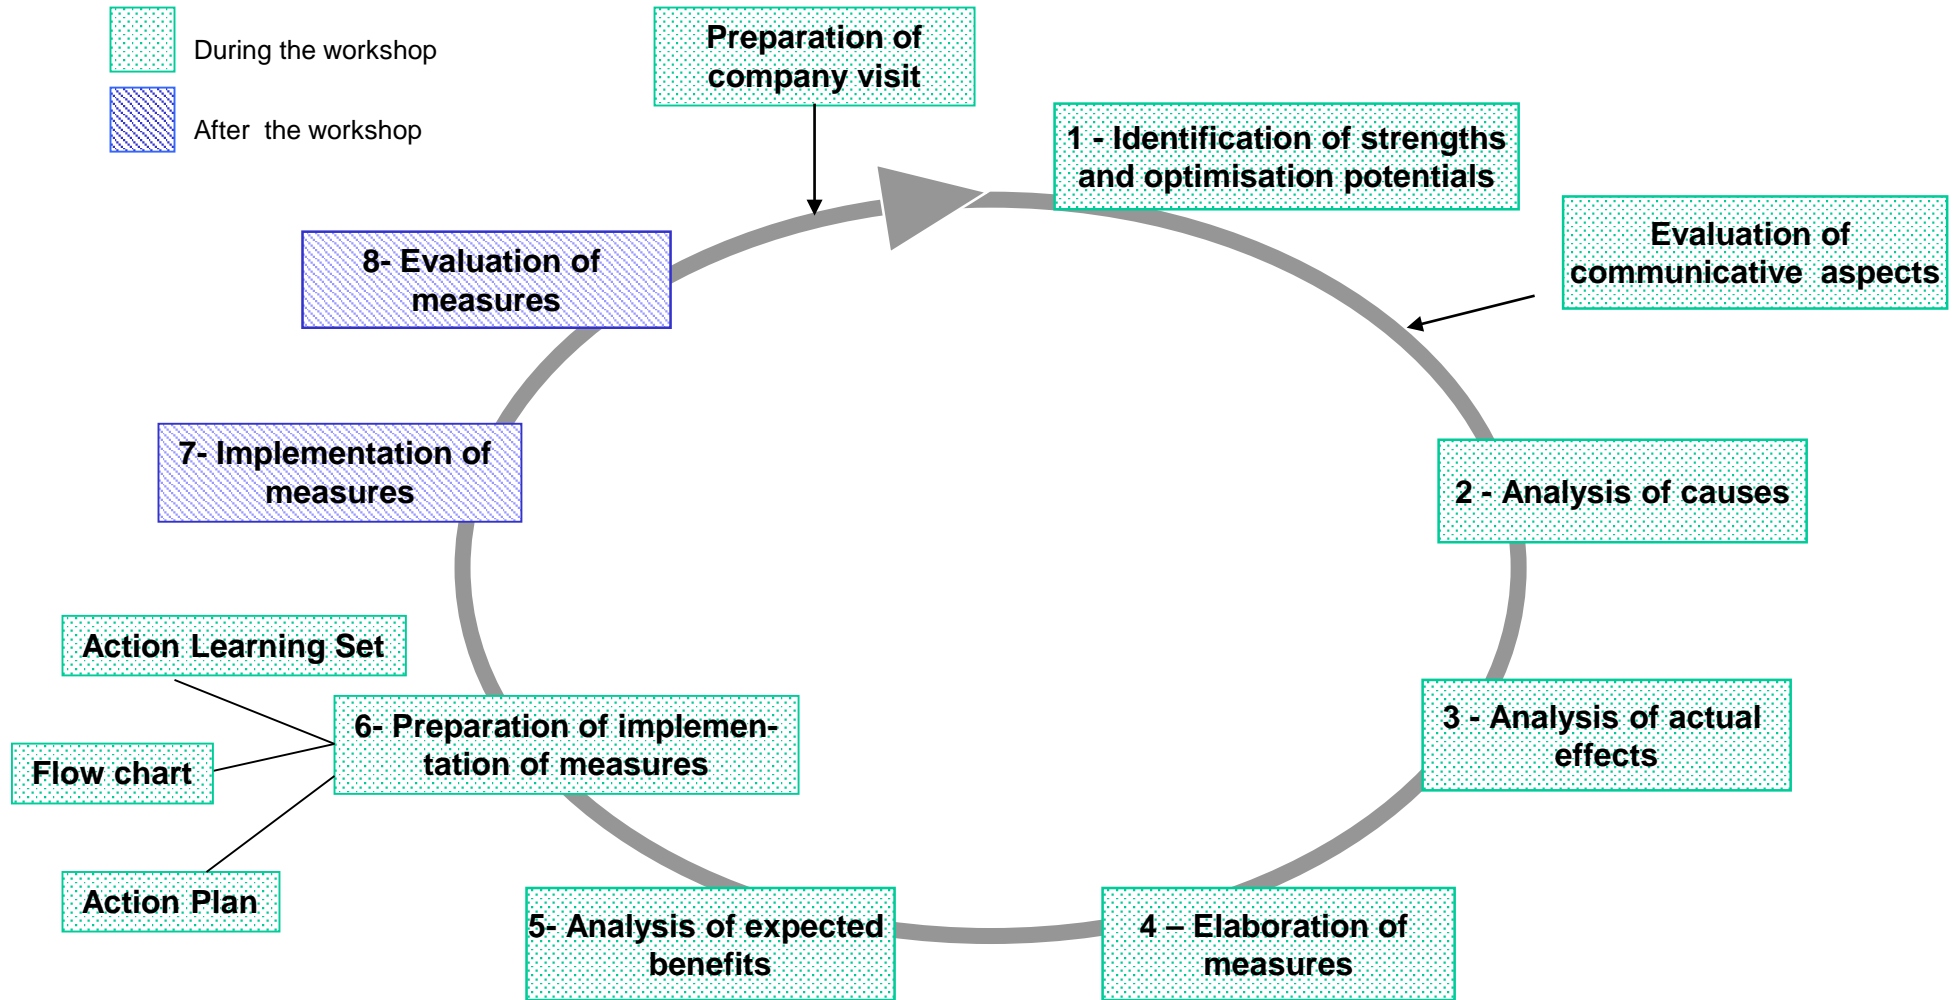 During the workshop
After  the workshop
Preparation of
company visit
1 - Identification of strengths
and optimisation potentials
Evaluation of
communicative  aspects
8- Evaluation of
measures
7- Implementation of
measures
2 - Analysis of causes
Action Learning Set
3 - Analysis of actual
effects
6- Preparation of implemen-
tation of measures
Flow chart
Action Plan
5- Analysis of expected
benefits
4 – Elaboration of
measures